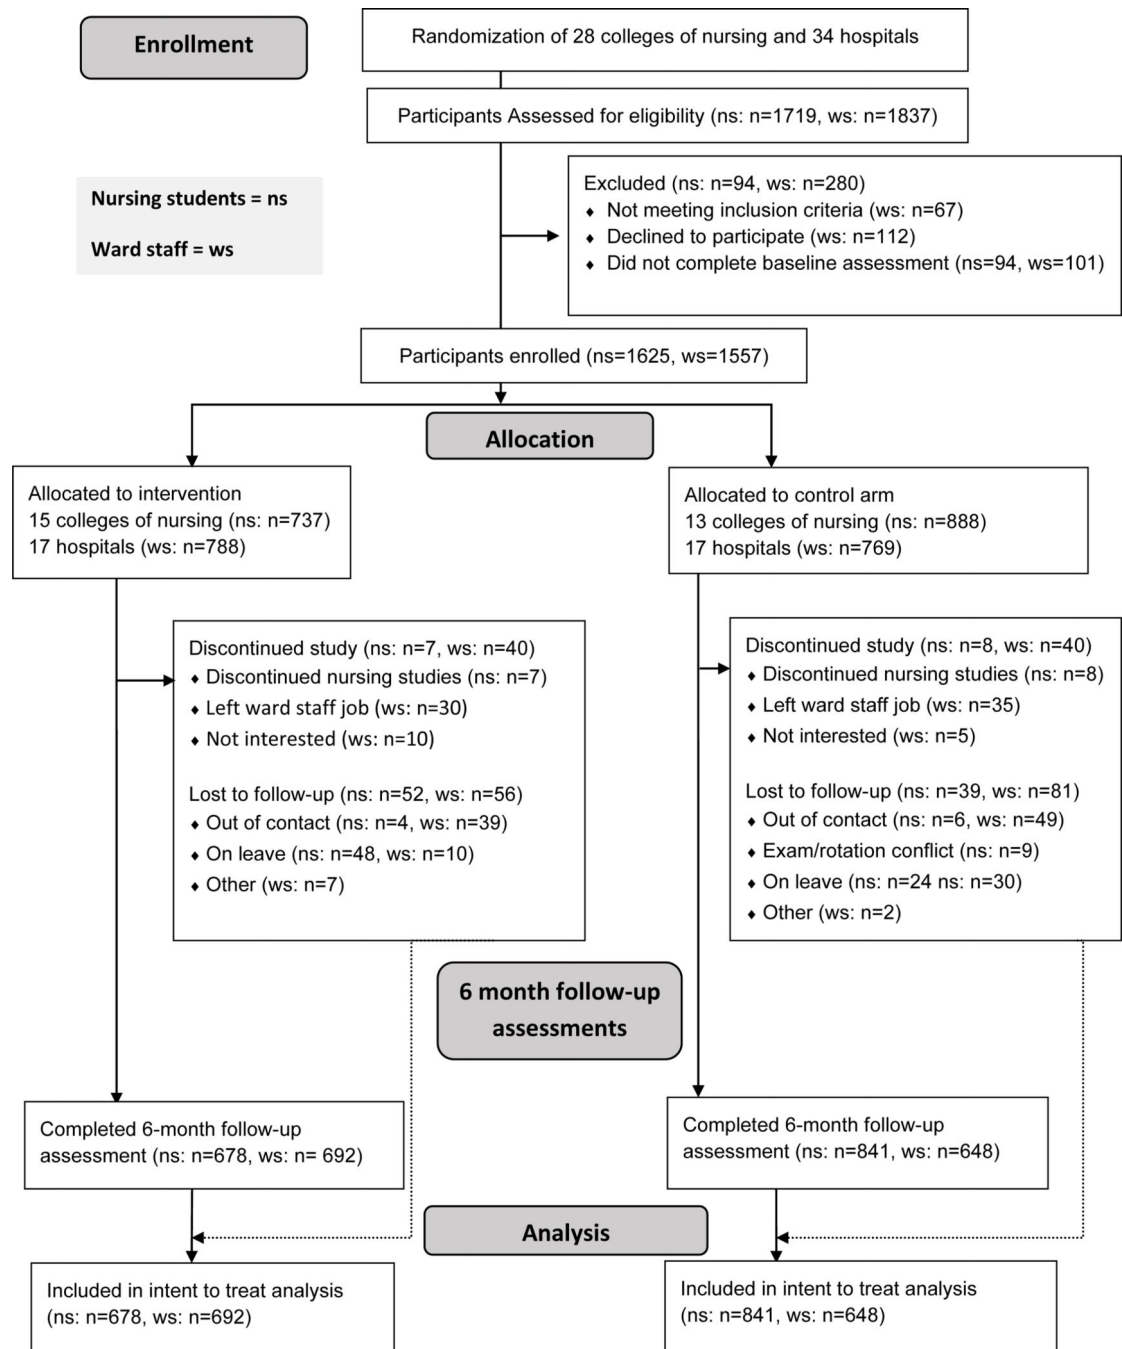 Enrollment
Randomization of 28 colleges of nursing and 34 hospitals
Participants Assessed for eligibility (ns: n=1719, ws: n=1837)
Nursing students = ns
Ward staff = ws
Excluded (ns: n=94, ws: n=280)
♦ Not meeting inclusion criteria (ws: n=67)
♦ Declined to participate (ws: n=112)
♦ Did not complete baseline assessment (ns=94, ws=101)
Participants enrolled (ns=1625, ws=1557)
Allocation
Allocated to intervention
15 colleges of nursing (ns: n=737)
17 hospitals (ws: n=788)
Allocated to control arm
13 colleges of nursing (ns: n=888)
17 hospitals (ws: n=769)
Discontinued study (ns: n=7, ws: n=40)
♦ Discontinued nursing studies (ns: n=7)
♦ Left ward staff job (ws: n=30)
♦ Not interested (ws: n=10)
Lost to follow-up (ns: n=52, ws: n=56)
♦ Out of contact (ns: n=4, ws: n=39)
♦ On leave (ns: n=48, ws: n=10)
♦ Other (ws: n=7)
Discontinued study (ns: n=8, ws: n=40)
♦ Discontinued nursing studies (ns: n=8)
♦ Left ward staff job (ws: n=35)
♦ Not interested (ws: n=5)
Lost to follow-up (ns: n=39, ws: n=81)
♦ Out of contact (ns: n=6, ws: n=49)
♦ Exam/rotation conflict (ns: n=9)
♦ On leave (ns: n=24 ns: n=30)
♦ Other (ws: n=2)
6 month follow-up
assessments
Completed 6-month follow-up
assessment (ns: n=678, ws: n= 692)
Completed 6-month follow-up
assessment (ns: n=841, ws: n=648)
Analysis
Included in intent to treat analysis
(ns: n=678, ws: n=692)
Included in intent to treat analysis
(ns: n=841, ws: n=648)